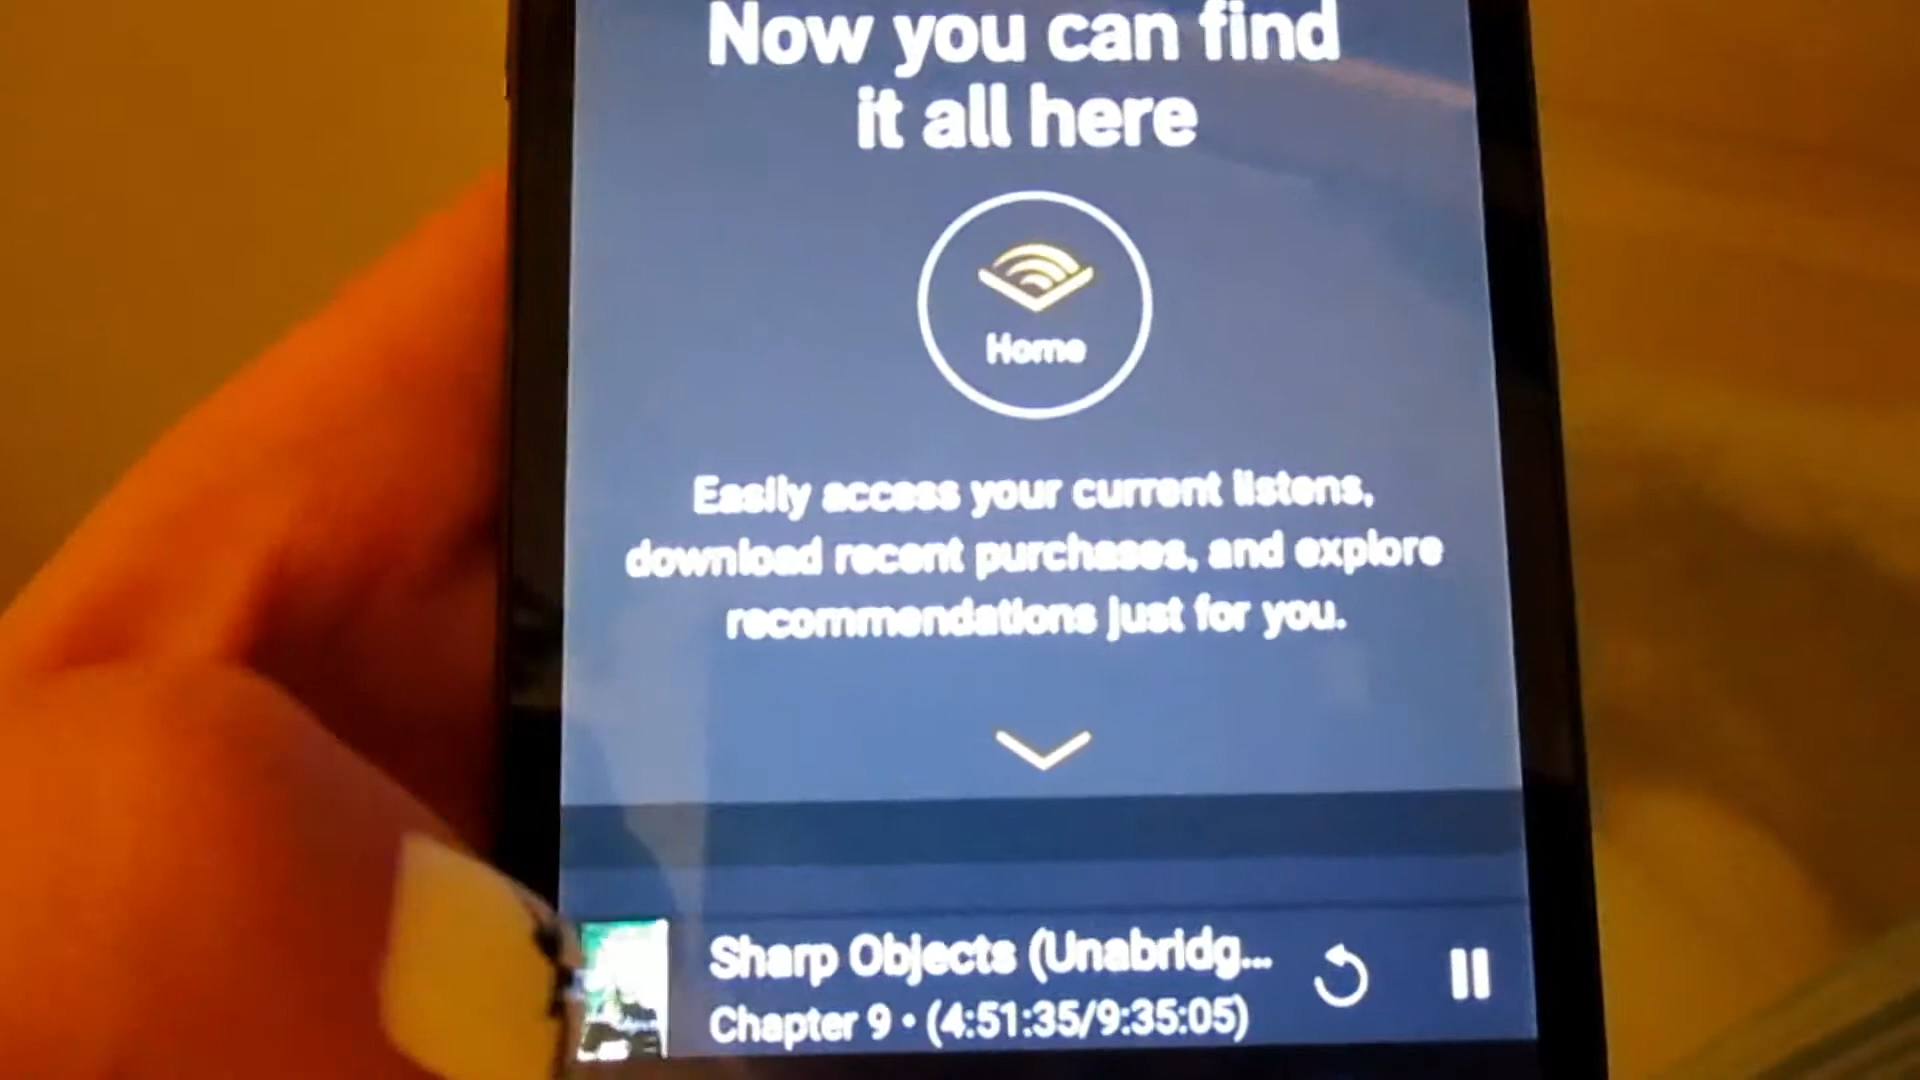 Now you can find
it all here
Home
Easily access your current listens,
download recent purchases, and explore
recommendations just for you.
Sharp Objects (Unabridg...
Chapter 9 • (4:51:35/9:35:05)